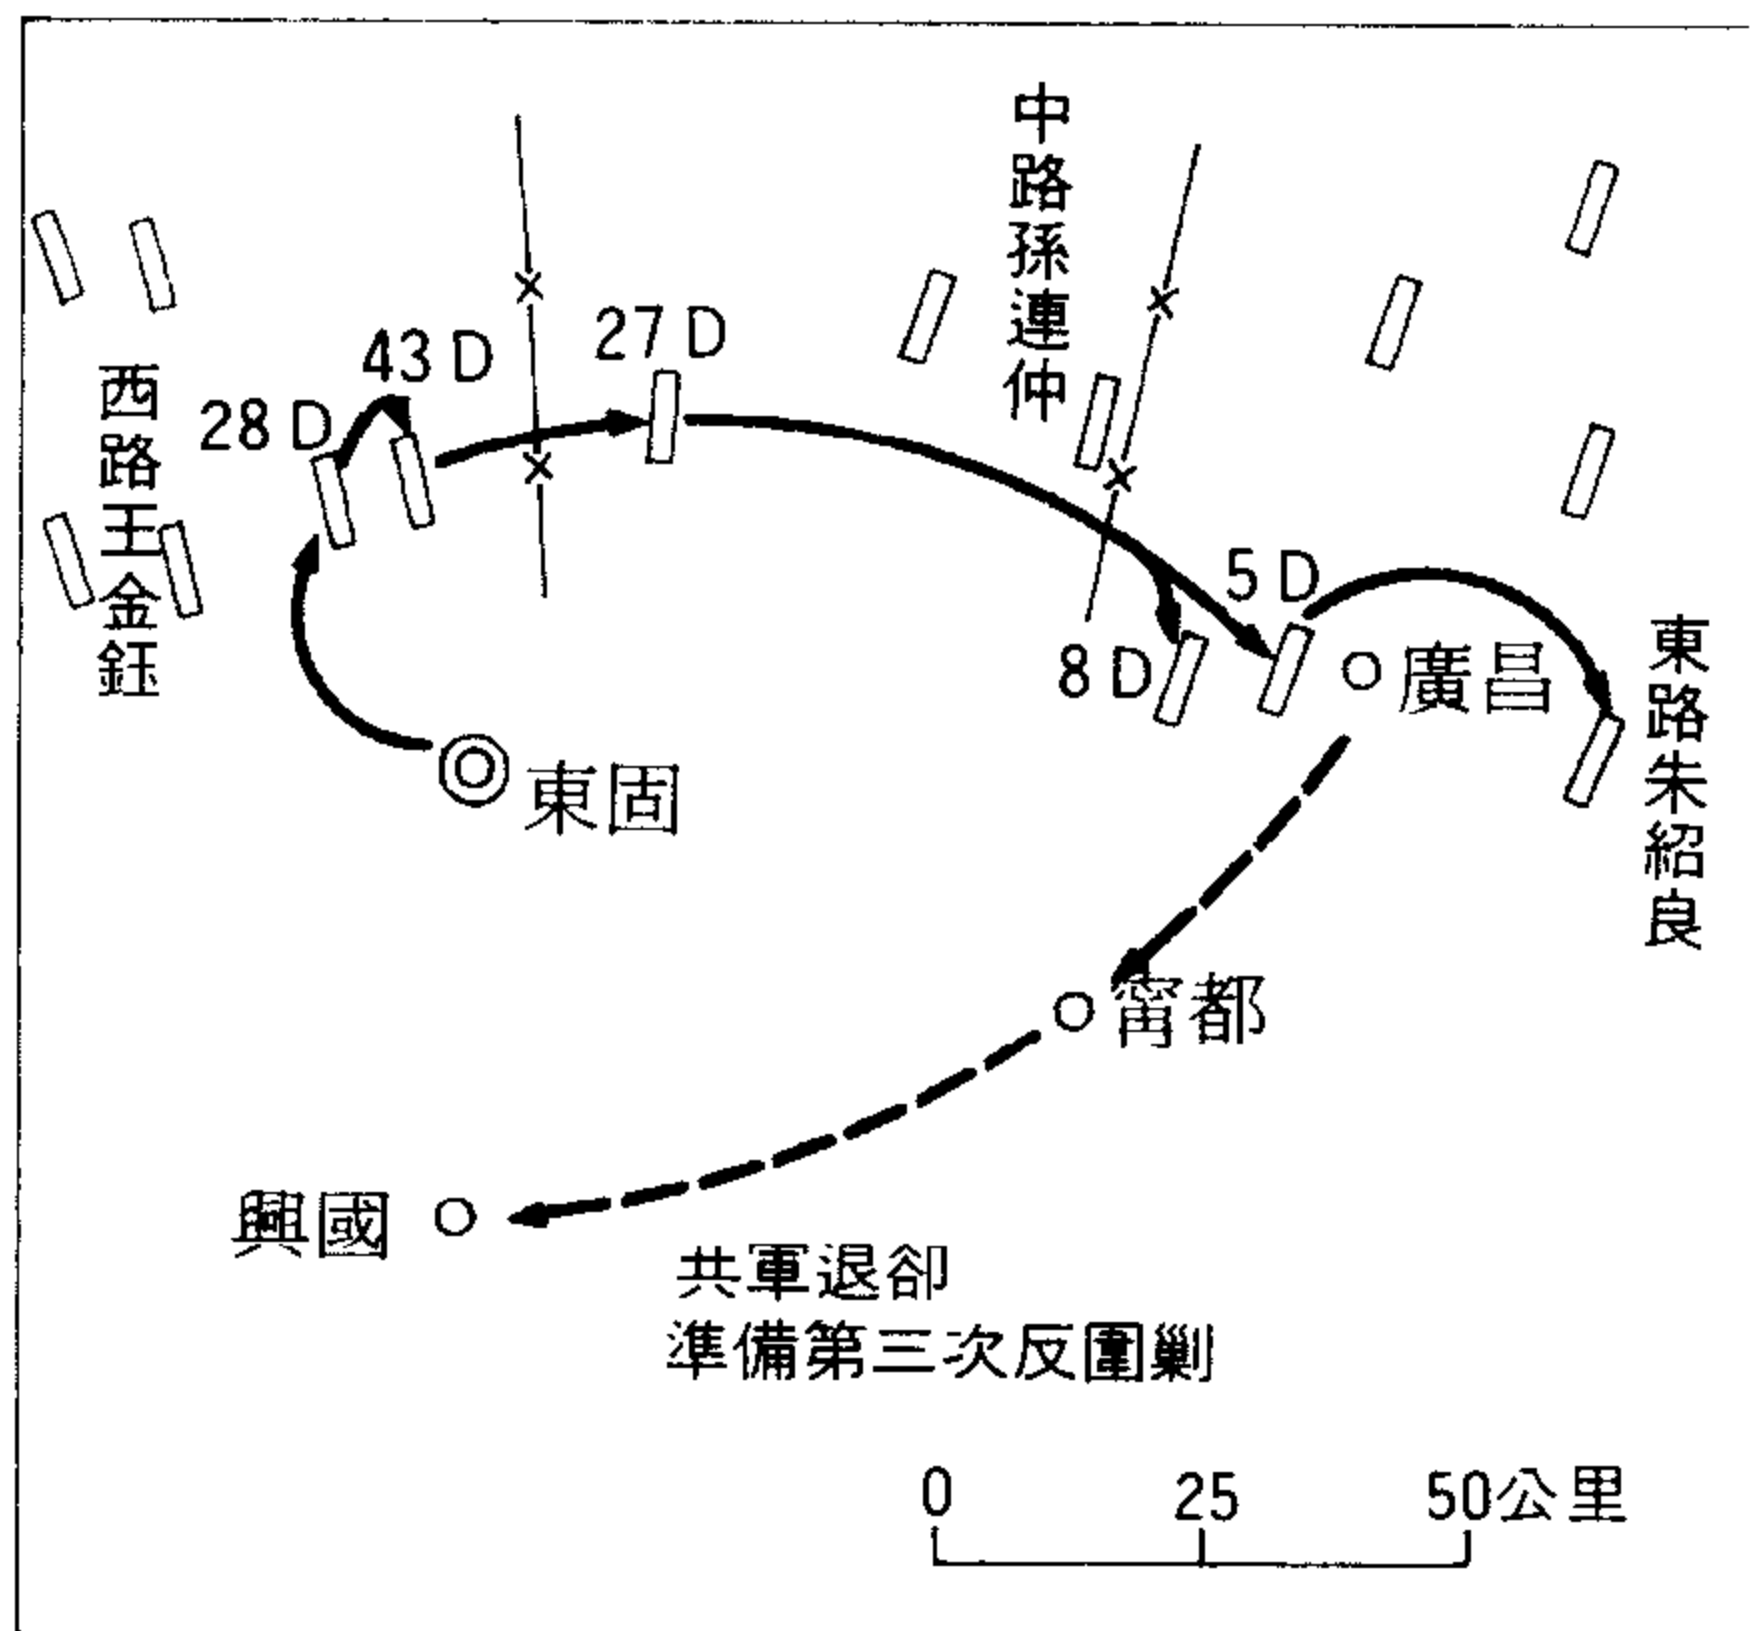 中路孫連仲
27 D
43 D
28 D
西路王金鈺
5 D
8 D
廣昌
東路朱紹良
東固
甯都
興國
共軍退卻
準備第三次反圍剿
0 25 50公里